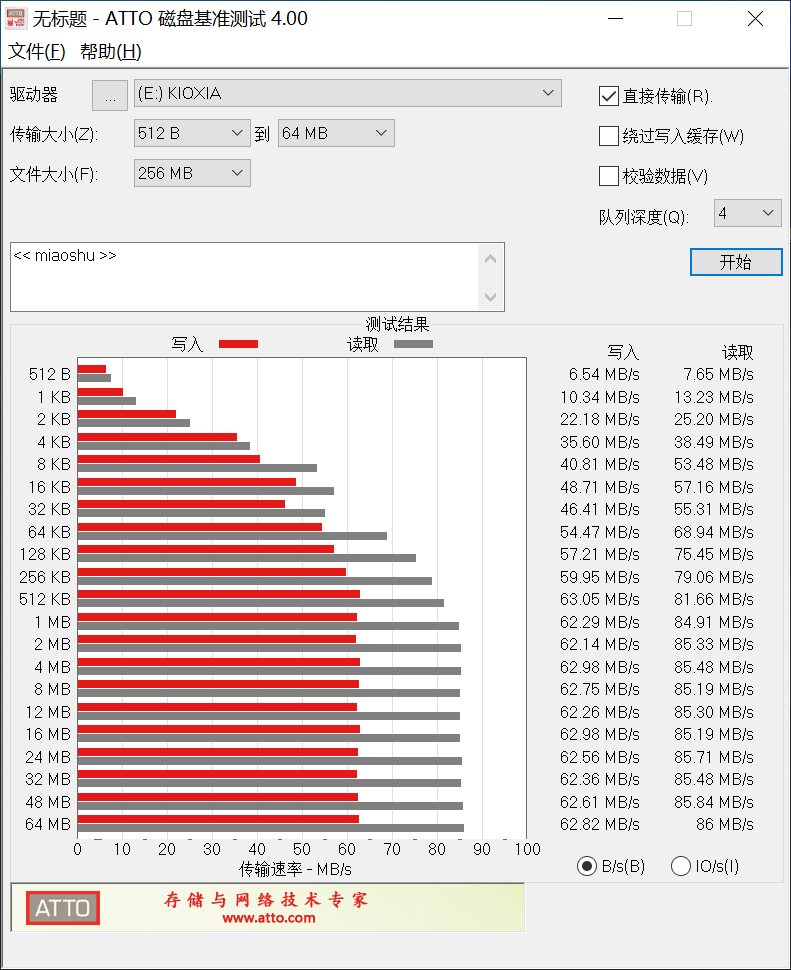 无标题 - ATTO 磁盘基准测试 4.00
文件(F) 帮助(H)
驱动器 ... (E:) KIOXIA
直接传输(R).
传输大小(Z): 512 B 到 64 MB
绕过写入缓存(W)
文件大小(F): 256 MB
校验数据(V)
队列深度(Q): 4
<< miaoshu >>
开始
测试结果
写入 读取
写入 读取
512 B 6.54 MB/s 7.65 MB/s
1 KB 10.34 MB/s 13.23 MB/s
2 KB 22.18 MB/s 25.20 MB/s
4 KB 35.60 MB/s 38.49 MB/s
8 KB 40.81 MB/s 53.48 MB/s
16 KB 48.71 MB/s 57.16 MB/s
32 KB 46.41 MB/s 55.31 MB/s
64 KB 54.47 MB/s 68.94 MB/s
128 KB 57.21 MB/s 75.45 MB/s
256 KB 59.95 MB/s 79.06 MB/s
512 KB 63.05 MB/s 81.66 MB/s
1 MB 62.29 MB/s 84.91 MB/s
2 MB 62.14 MB/s 85.33 MB/s
4 MB 62.98 MB/s 85.48 MB/s
8 MB 62.75 MB/s 85.19 MB/s
12 MB 62.26 MB/s 85.30 MB/s
16 MB 62.98 MB/s 85.19 MB/s
24 MB 62.56 MB/s 85.71 MB/s
32 MB 62.36 MB/s 85.48 MB/s
48 MB 62.61 MB/s 85.84 MB/s
64 MB 62.82 MB/s 86 MB/s
0 10 20 30 40 50 60 70 80 90 100
传输速率 - MB/s
B/s(B) IO/s(I)
ATTO
存储与网络技术专家
www.atto.com